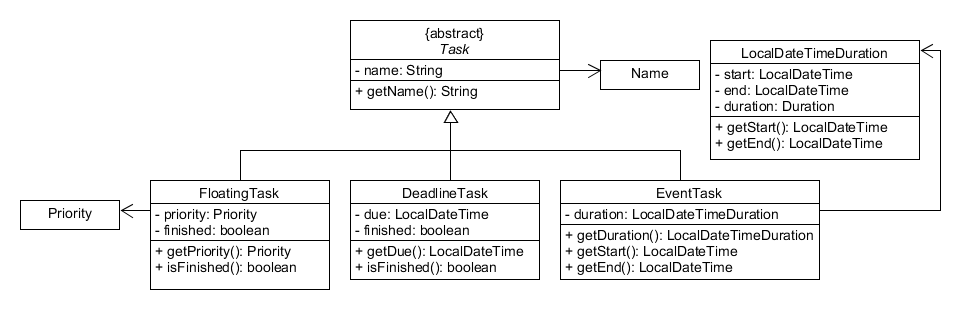 {abstract}
Task
- name: String
+ getName(): String
Name
LocalDateTimeDuration
- start: LocalDateTime
- end: LocalDateTime
- duration: Duration
+ getStart(): LocalDateTime
+ getEnd(): LocalDateTime
Priority
FloatingTask
- priority: Priority
- finished: boolean
+ getPriority(): Priority
+ isFinished(): boolean
DeadlineTask
- due: LocalDateTime
- finished: boolean
+ getDue(): LocalDateTime
+ isFinished(): boolean
EventTask
- duration: LocalDateTimeDuration
+ getDuration(): LocalDateTimeDuration
+ getStart(): LocalDateTime
+ getEnd(): LocalDateTime